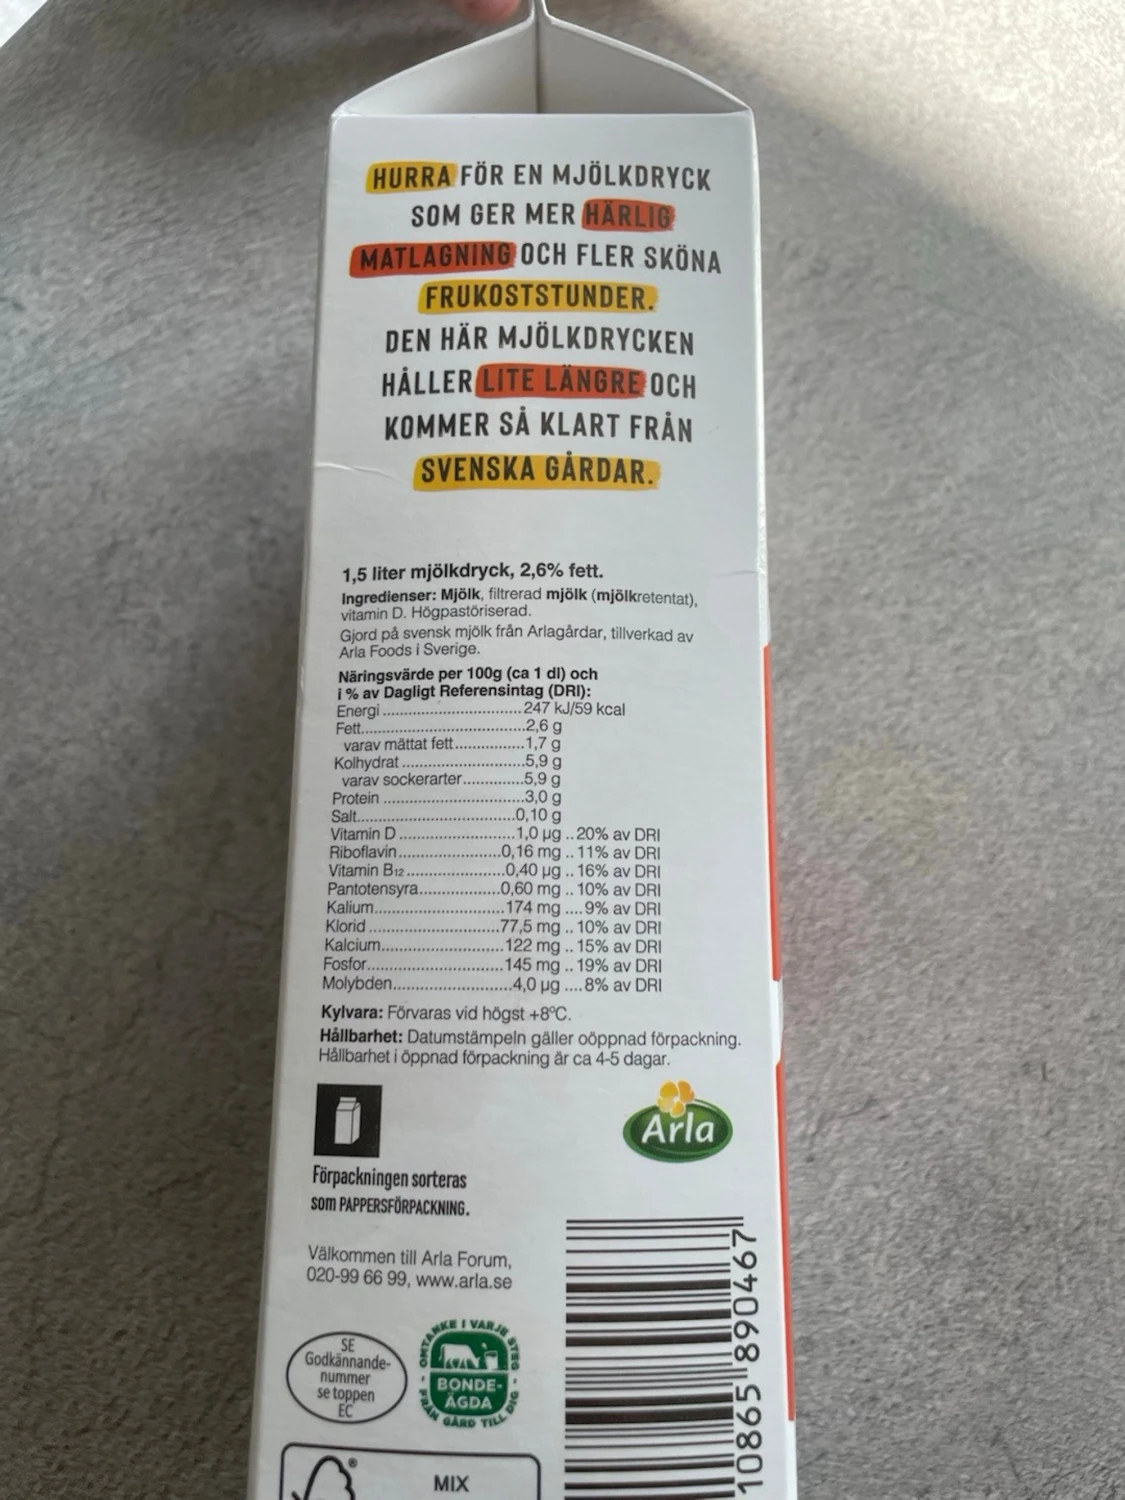 HURRA FÖR EN MJÖLKDRYCK
SOM GER MER HÄRLIG
MATLAGNING OCH FLER SKÖNA
FRUKOSTSTUNDER.
DEN HÄR MJÖLKDRYCKEN
HÅLLER LITE LÄNGRE OCH
KOMMER SÅ KLART FRÅN
SVENSKA GÅRDAR.
1,5 liter mjölkdryck, 2,6% fett.
Ingredienser: Mjölk, filtrerad mjölk (mjölkretentat),
vitamin D. Högpastöriserad.
Gjord på svensk mjölk från Arlagårdar, tillverkad av
Arla Foods i Sverige.
Näringsvärde per 100g (ca 1 dl) och
i % av Dagligt Referensintag (DRI):
Energi ................................ 247 kJ/59 kcal
Fett......................................2,6 g
varav mättat fett................1,7 g
Kolhydrat ............................5,9 g
varav sockerarter..............5,9 g
Protein ................................3,0 g
Salt....................................0,10 g
Vitamin D ..........................1,0 µg ..20% av DRI
Riboflavin.......................0,16 mg ..11% av DRI
Vitamin B12 ......................0,40 µg ..16% av DRI
Pantotensyra..................0,60 mg ..10% av DRI
Kalium..............................174 mg ....9% av DRI
Klorid .............................77,5 mg ..10% av DRI
Kalcium............................122 mg ..15% av DRI
Fosfor...............................145 mg ..19% av DRI
Molybden..........................4,0 µg ....8% av DRI
Kylvara: Förvaras vid högst +8ºC.
Hållbarhet: Datumstämpeln gäller oöppnad förpackning.
Hållbarhet i öppnad förpackning är ca 4-5 dagar.
Arla
Förpackningen sorteras
som PAPPERSFÖRPACKNING.
Välkommen till Arla Forum,
020-99 66 99, www.arla.se
SE
Godkännande-
nummer
se toppen
EC
OMTANKE I VARJE STEG
BONDE-
ÄGDA
FRÅN GÅRD TILL DIG
10865 890467
®
MIX